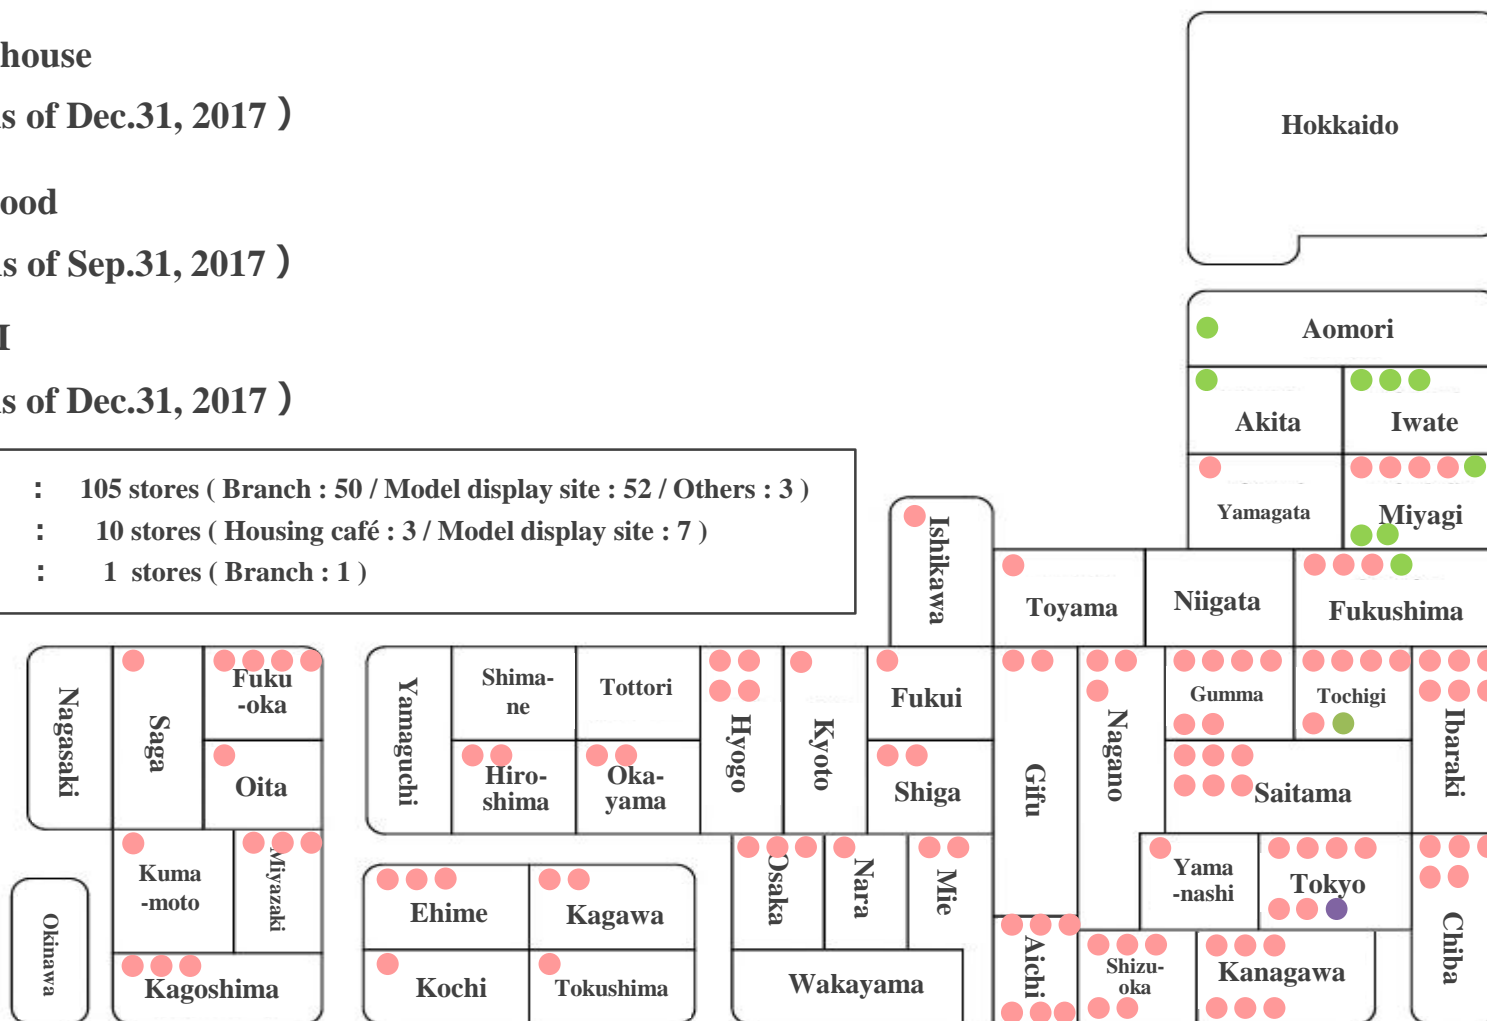 house
s of Dec.31, 2017 )
ood
s of Sep.31, 2017 )
I
s of Dec.31, 2017 )
: 105 stores ( Branch : 50 / Model display site : 52 / Others : 3 )
: 10 stores ( Housing café : 3 / Model display site : 7 )
: 1 stores ( Branch : 1 )
Hokkaido
Aomori
Akita
Iwate
Yamagata
Miyagi
Ishikawa
Toyama
Niigata
Fukushima
Nagasaki
Saga
Fuku
-oka
Oita
Kuma
-moto
Miyazaki
Kagoshima
Okinawa
Yamaguchi
Shima-
ne
Tottori
Hiro-
shima
Oka-
yama
Hyogo
Kyoto
Fukui
Shiga
Gifu
Nagano
Gumma
Tochigi
Ibaraki
Saitama
Ehime
Kagawa
Kochi
Tokushima
Osaka
Nara
Mie
Wakayama
Aichi
Yama
-nashi
Tokyo
Shizu-
oka
Kanagawa
Chiba